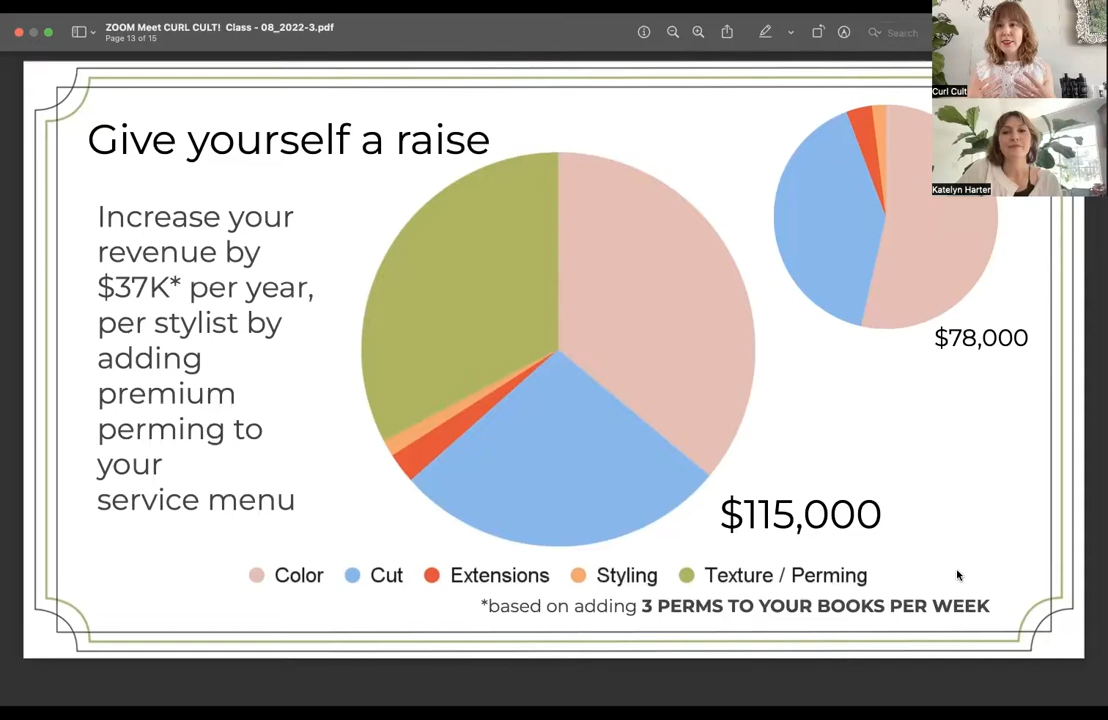 ZOOM Meet CURL CULT!  Class - 08_2022-3.pdf
Page 13 of 15
Search
Curl Cult
Katelyn Harter
Give yourself a raise
Increase your
revenue by
$37K* per year,
per stylist by
adding
premium
perming to
your
service menu
$78,000
$115,000
Color Cut Extensions Styling Texture / Perming
*based on adding 3 PERMS TO YOUR BOOKS PER WEEK